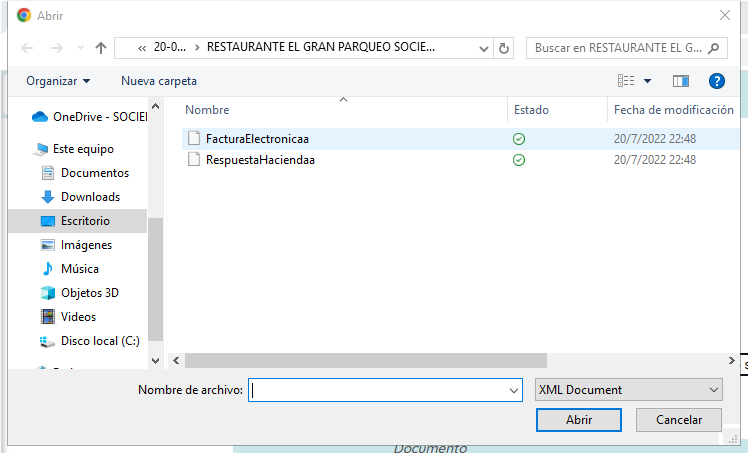 Abrir
« 20-0... > RESTAURANTE EL GRAN PARQUEO SOCIE...
Buscar en RESTAURANTE EL G...
Organizar
Nueva carpeta
?
Nombre
Estado
Fecha de modificación
FacturaElectronicaa
20/7/2022 22:48
RespuestaHaciendaa
20/7/2022 22:48
OneDrive - SOCIEI
Este equipo
Documentos
Downloads
Escritorio
Imágenes
Música
Objetos 3D
Videos
Disco local (C:)
Nombre de archivo:
XML Document
Abrir
Cancelar
Documento